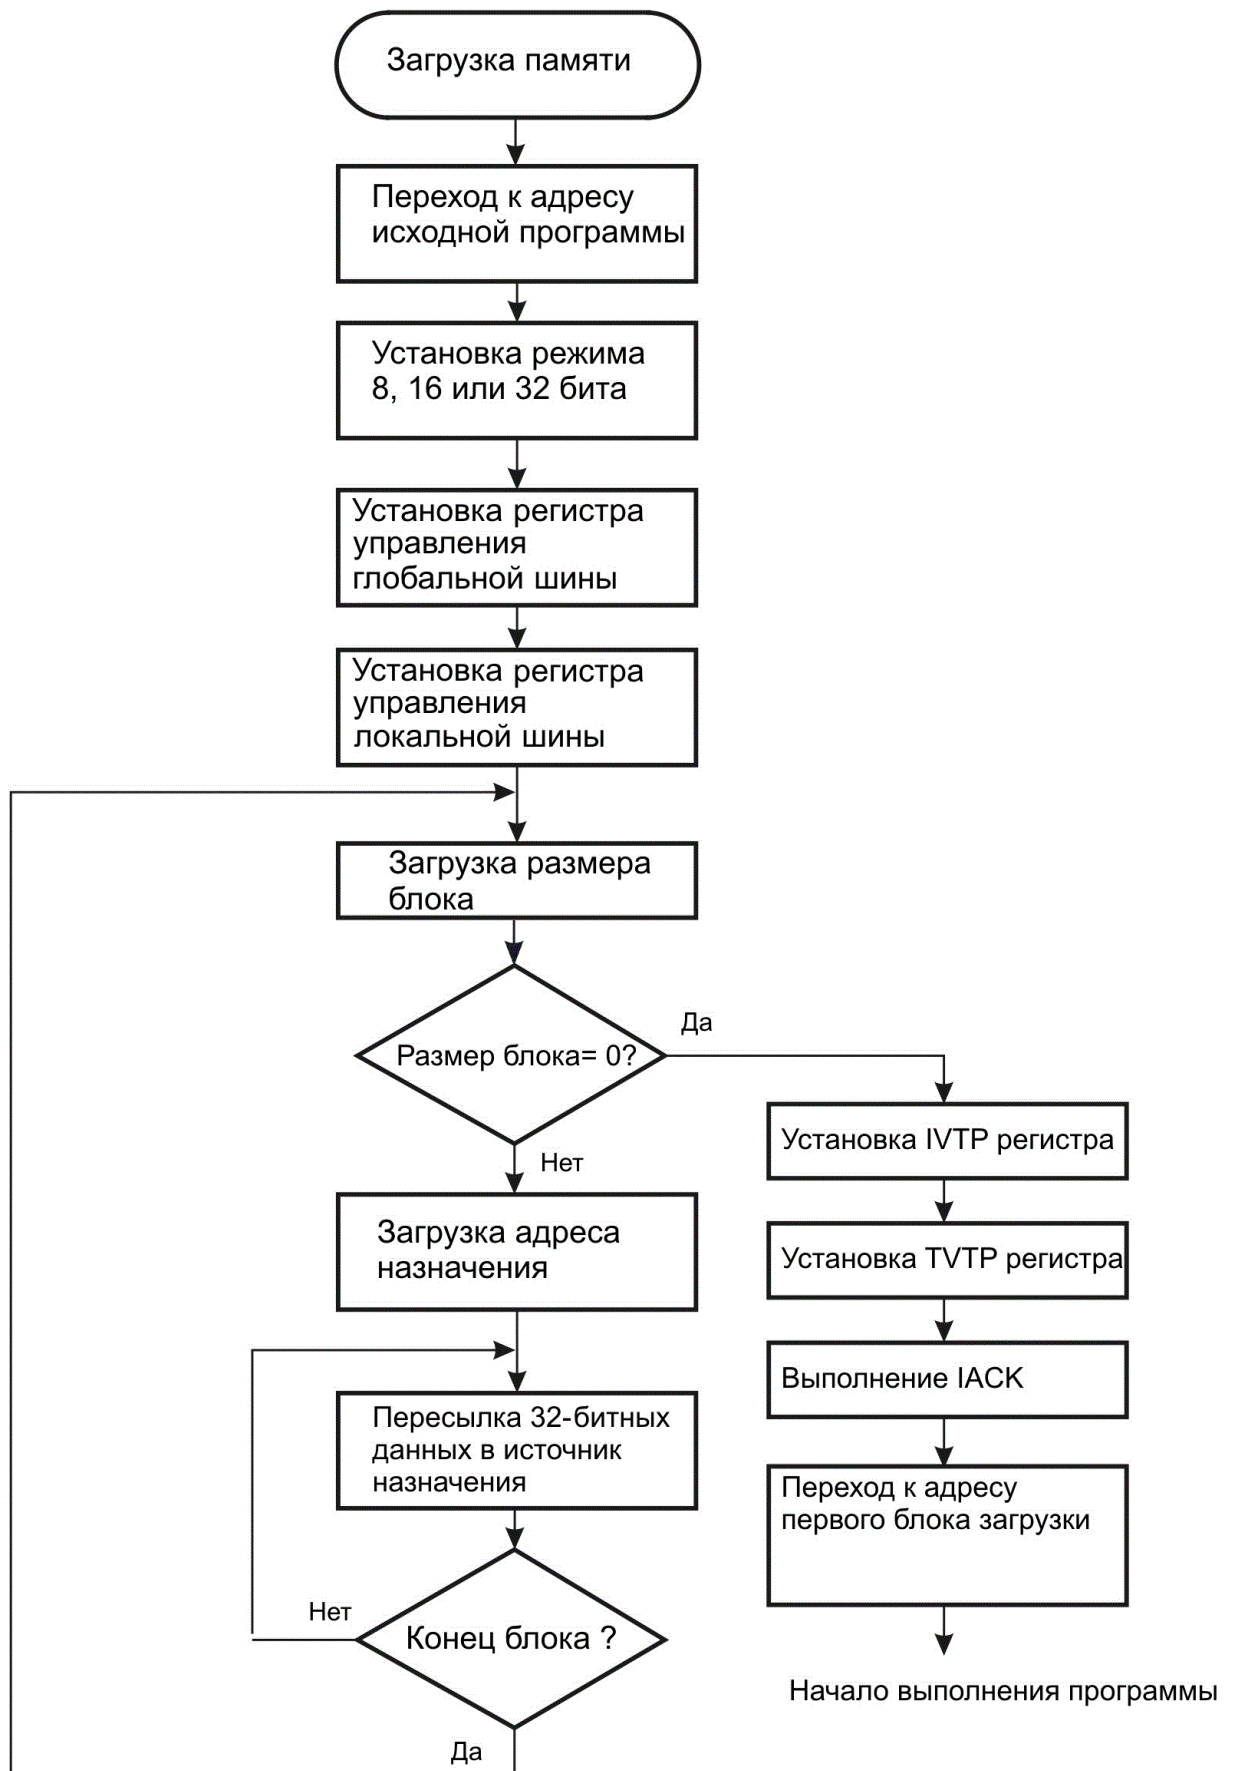 Загрузка памяти
Переход к адресу
исходной программы
Установка режима
8, 16 или 32 бита
Установка регистра
управления
глобальной шины
Установка регистра
управления
локальной шины
Загрузка размера
блока
Размер блока= 0?
Да
Нет
Загрузка адреса
назначения
Пересылка 32-битных
данных в источник
назначения
Конец блока ?
Нет
Да
Установка IVTP регистра
Установка TVTP регистра
Выполнение IACK
Переход к адресу
первого блока загрузки
Начало выполнения программы